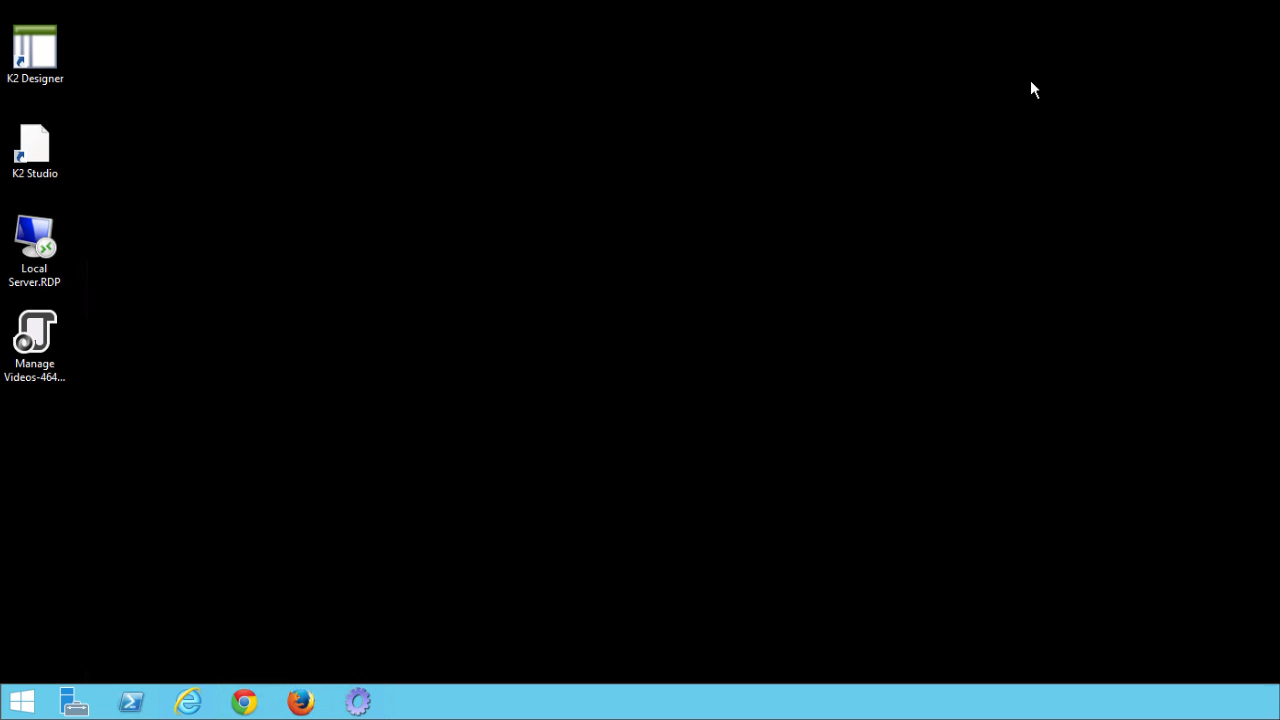 K2 Designer
K2 Studio
Local
Server.RDP
Manage
Videos-464...